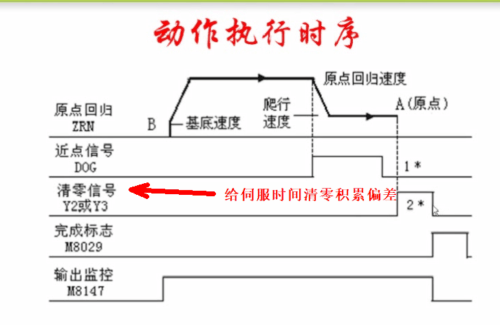 动作执行时序
原点回归速度
原点回归
ZRN
B
基底速度
爬行
速度
A(原点)
近点信号
DOG
1*
清零信号
Y2或Y3
给伺服时间清零积累偏差
2*
完成标志
M8029
输出监控
M8147